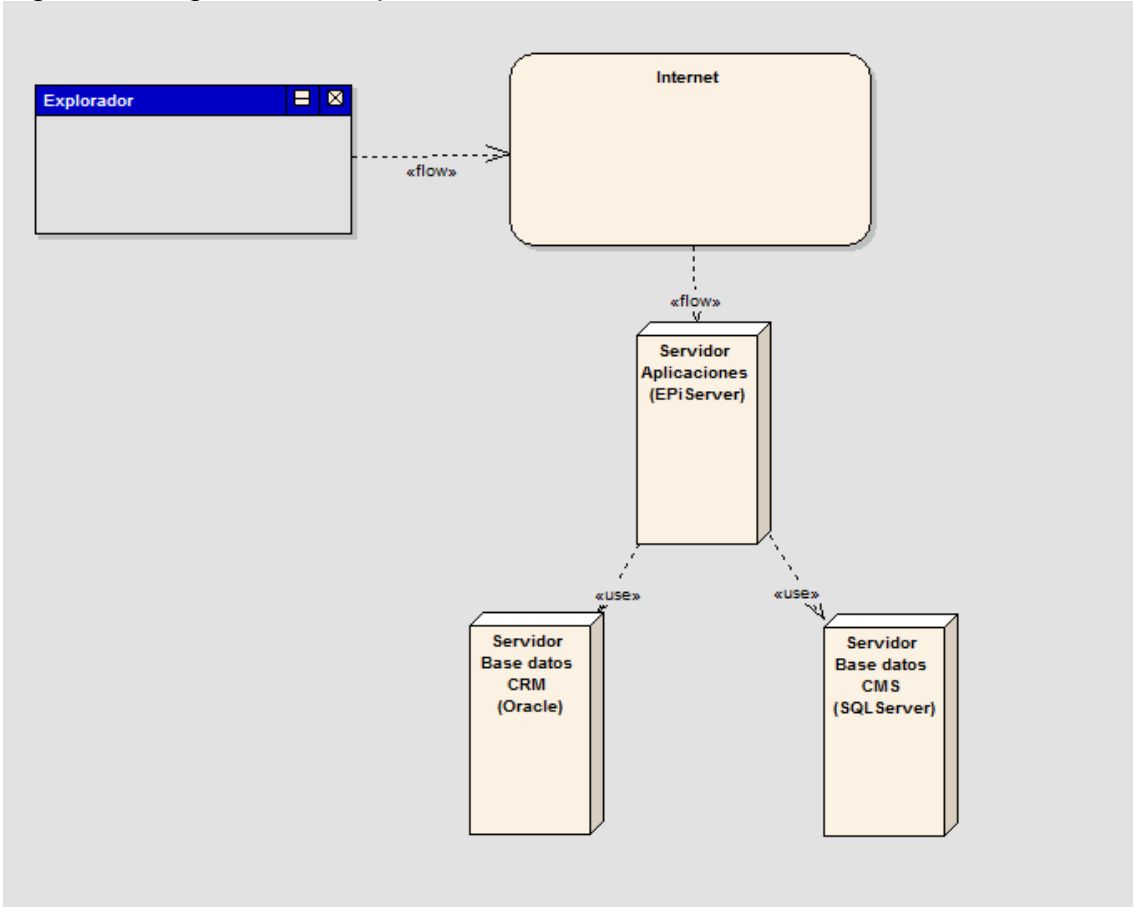 Explorador
Internet
«flow»
«flow»
Servidor
Aplicaciones
(EPiServer)
«use»
«use»
Servidor
Base datos
CRM
(Oracle)
Servidor
Base datos
CMS
(SQLServer)